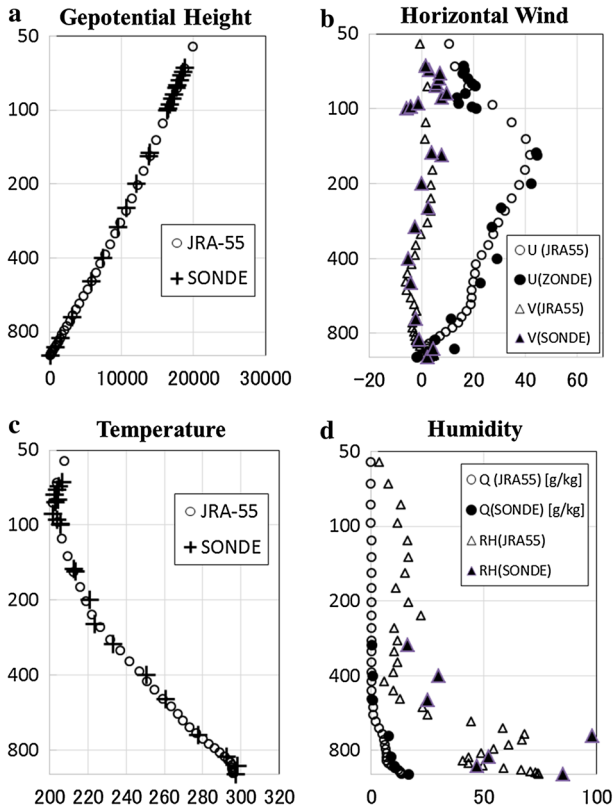 a Gepotential Height
50
100
200
400
800
JRA-55
SONDE
0 10000 20000 30000
b Horizontal Wind
50
100
200
400
800
U (JRA55)
U(ZONDE)
V(JRA55)
V(SONDE)
−20 0 20 40 60
c Temperature
50
100
200
400
800
JRA-55
SONDE
200 220 240 260 280 300 320
d Humidity
50
100
200
400
800
Q (JRA55) [g/kg]
Q(SONDE) [g/kg]
RH(JRA55)
RH(SONDE)
0 50 100